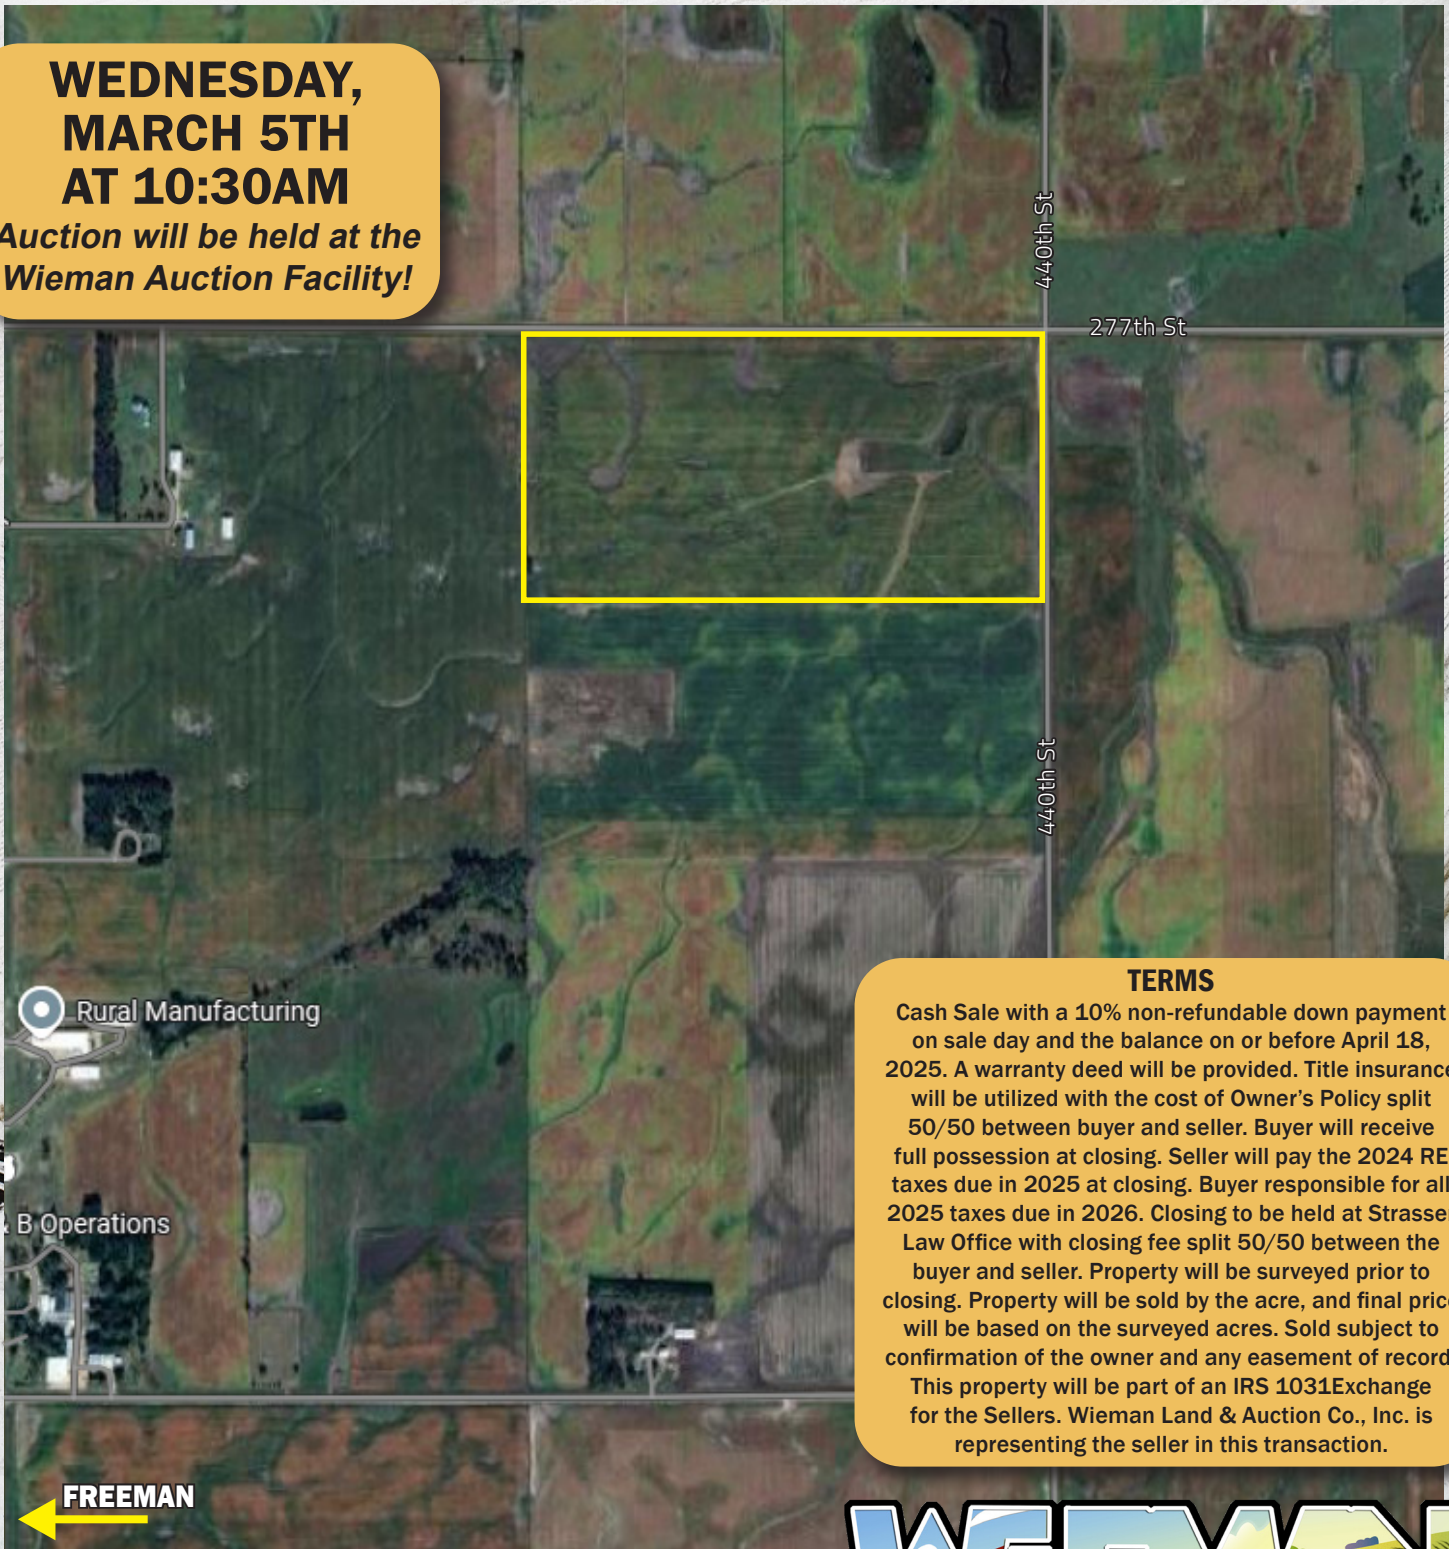 WEDNESDAY,
MARCH 5TH
AT 10:30AM
Auction will be held at the
Wieman Auction Facility!
440th St
277th St
440th St
Rural Manufacturing
& B Operations
TERMS
Cash Sale with a 10% non-refundable down payment
on sale day and the balance on or before April 18,
2025. A warranty deed will be provided. Title insurance
will be utilized with the cost of Owner's Policy split
50/50 between buyer and seller. Buyer will receive
full possession at closing. Seller will pay the 2024 RE
taxes due in 2025 at closing. Buyer responsible for all
2025 taxes due in 2026. Closing to be held at Strasser
Law Office with closing fee split 50/50 between the
buyer and seller. Property will be surveyed prior to
closing. Property will be sold by the acre, and final price
will be based on the surveyed acres. Sold subject to
confirmation of the owner and any easement of record
This property will be part of an IRS 1031Exchange
for the Sellers. Wieman Land & Auction Co., Inc. is
representing the seller in this transaction.
FREEMAN